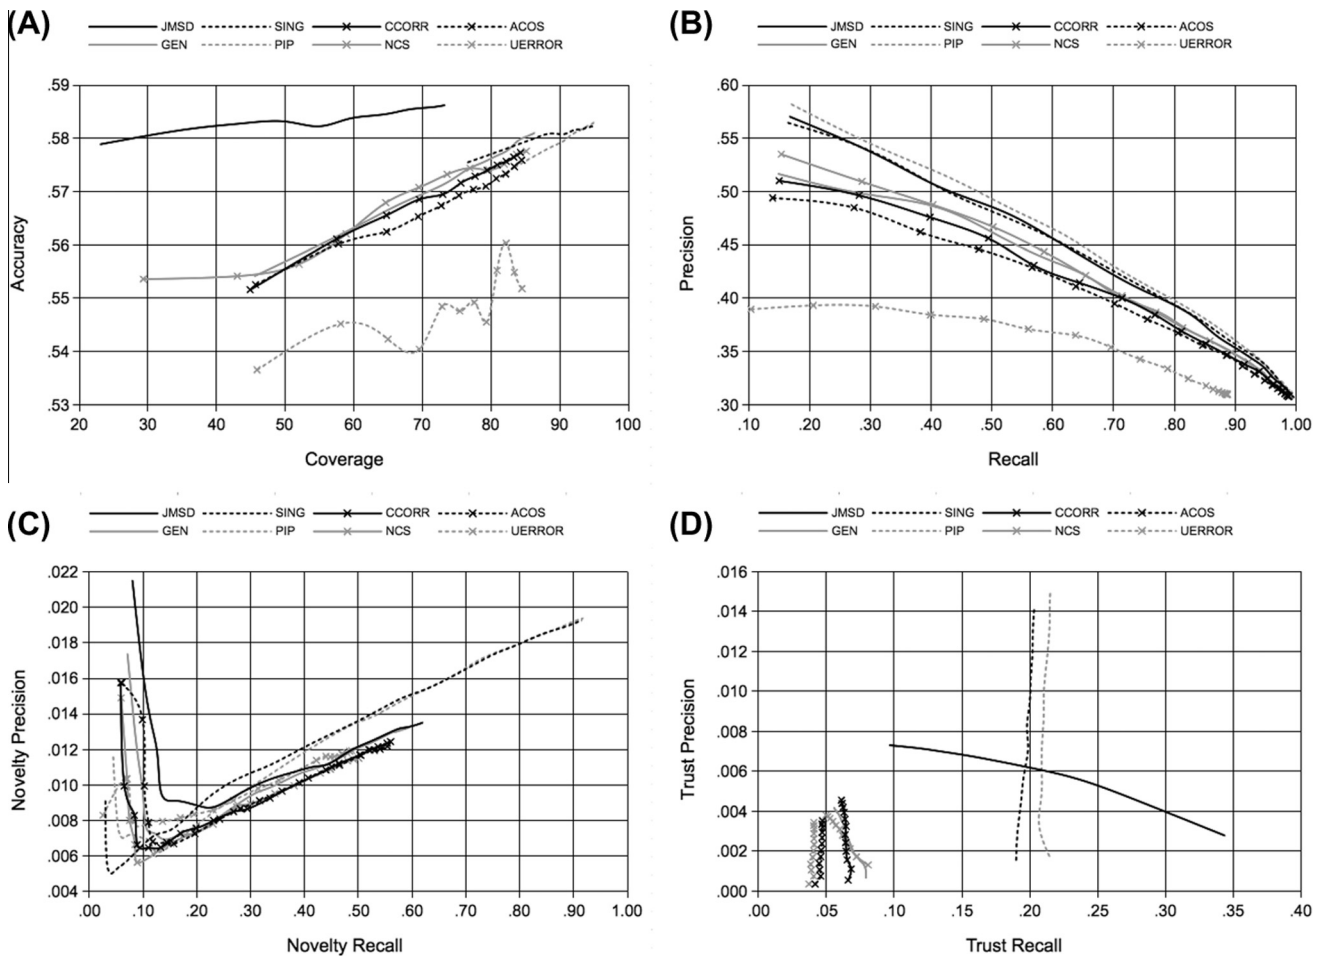 (A)
JMSD SING CCORR ACOS
GEN PIP NCS UERROR
.59
.58
.57
.56
.55
.54
.53
20 30 40 50 60 70 80 90 100
Accuracy
Coverage
(B)
JMSD SING CCORR ACOS
GEN PIP NCS UERROR
.60
.55
.50
.45
.40
.35
.30
.10 .20 .30 .40 .50 .60 .70 .80 .90 1.00
Precision
Recall
(C)
JMSD SING CCORR ACOS
GEN PIP NCS UERROR
.022
.020
.018
.016
.014
.012
.010
.008
.006
.004
.00 .10 .20 .30 .40 .50 .60 .70 .80 .90 1.00
Novelty Precision
Novelty Recall
(D)
JMSD SING CCORR ACOS
GEN PIP NCS UERROR
.016
.014
.012
.010
.008
.006
.004
.002
.000
.00 .05 .10 .15 .20 .25 .30 .35 .40
Trust Precision
Trust Recall